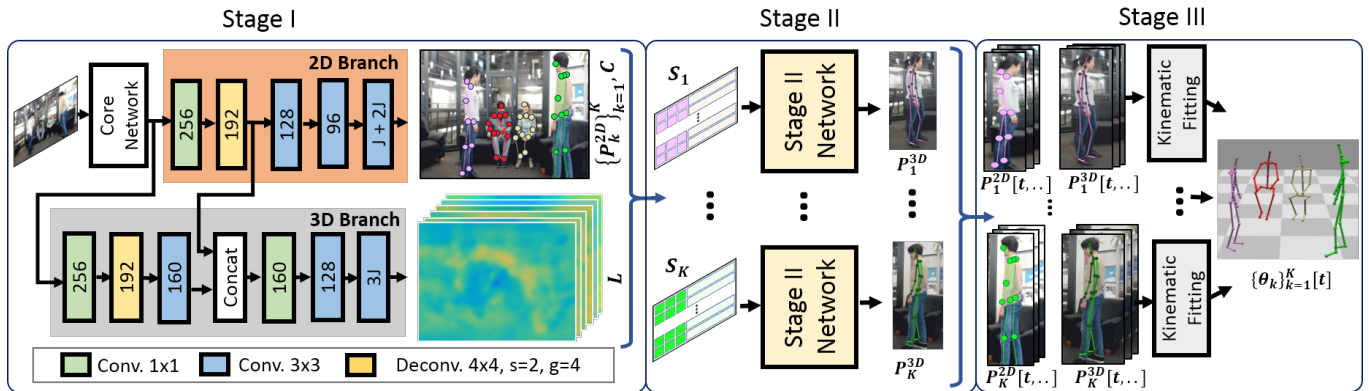 Stage I
Stage II
Stage III
2D Branch
Core
Network
256
192
128
96
J + 2J
{P_k^{2D}}_{k=1}^{K}, C
3D Branch
256
192
160
Concat
160
128
3J
L
Conv. 1x1
Conv. 3x3
Deconv. 4x4, s=2, g=4
S_1
...
Stage II
Network
P_1^{3D}
...
...
S_K
...
Stage II
Network
P_K^{3D}
P_1^{2D}[t,..]
P_1^{3D}[t,..]
Kinematic
Fitting
...
...
P_K^{2D}[t,..]
P_K^{3D}[t,..]
Kinematic
Fitting
{θ_k}_{k=1}^{K}[t]